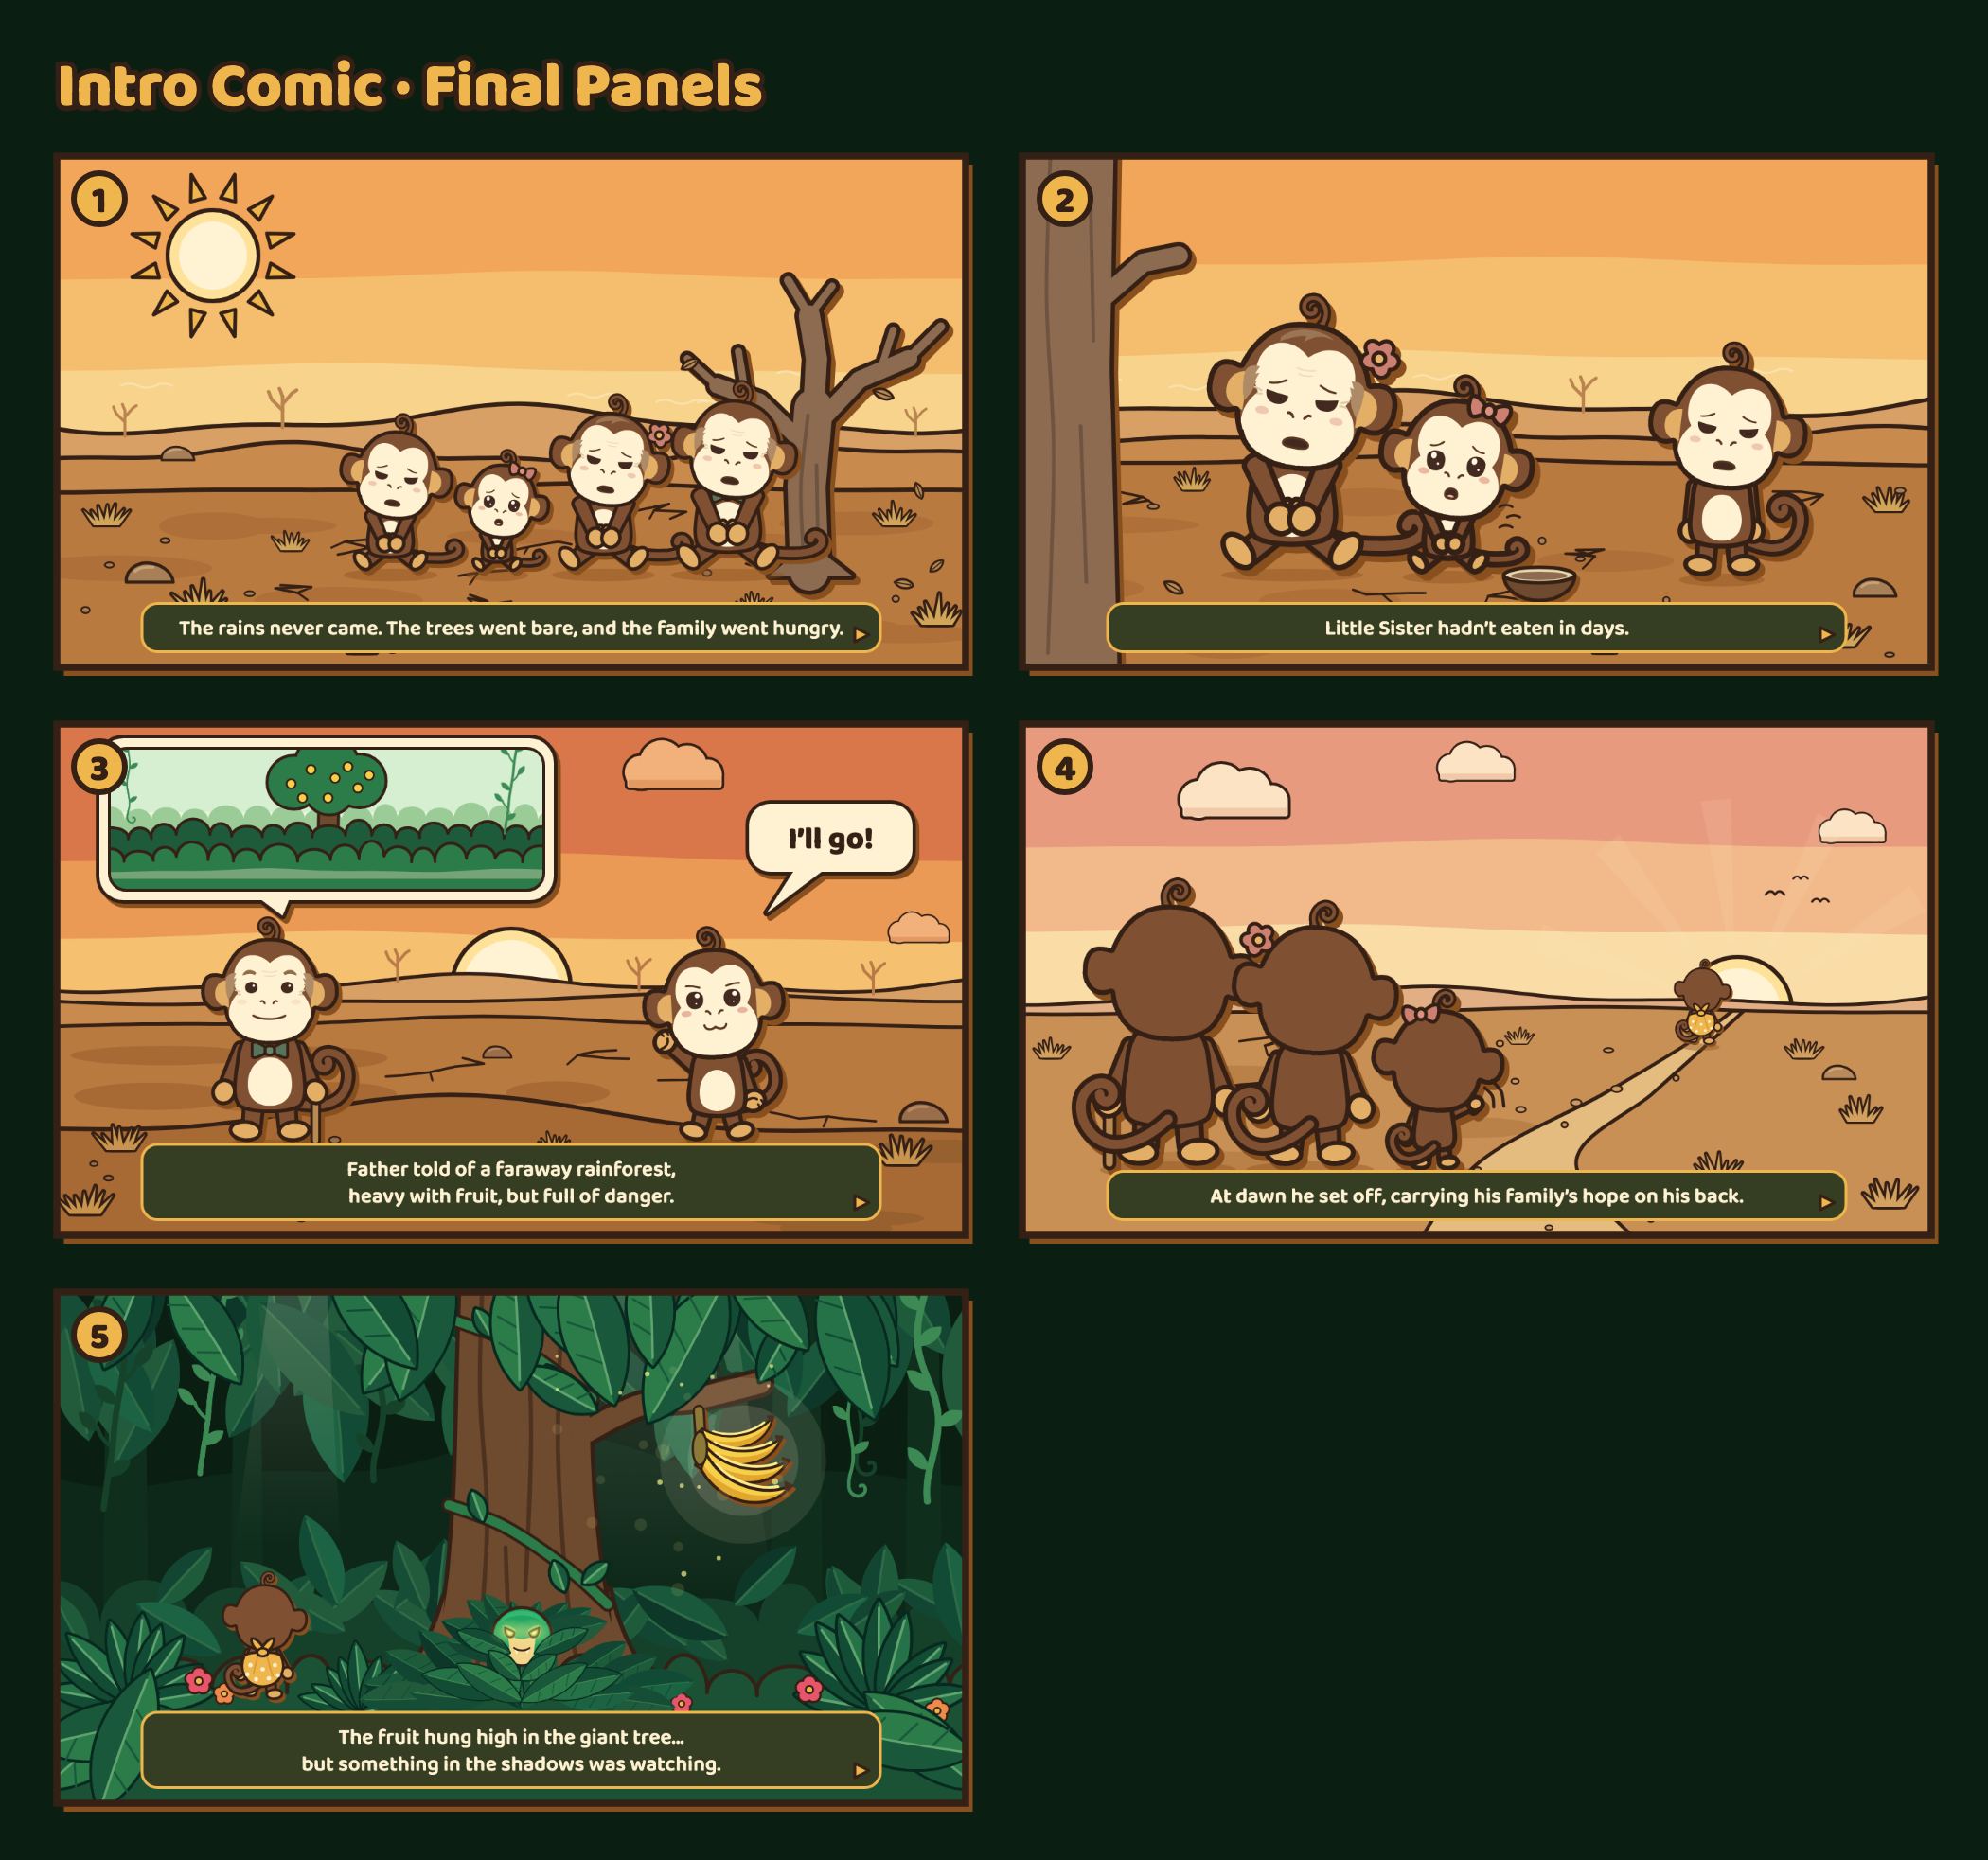 Intro Comic • Final Panels
1
The rains never came. The trees went bare, and the family went hungry.
2
Little Sister hadn't eaten in days.
3
I'll go!
Father told of a faraway rainforest,
heavy with fruit, but full of danger.
4
At dawn he set off, carrying his family's hope on his back.
5
The fruit hung high in the giant tree...
but something in the shadows was watching.